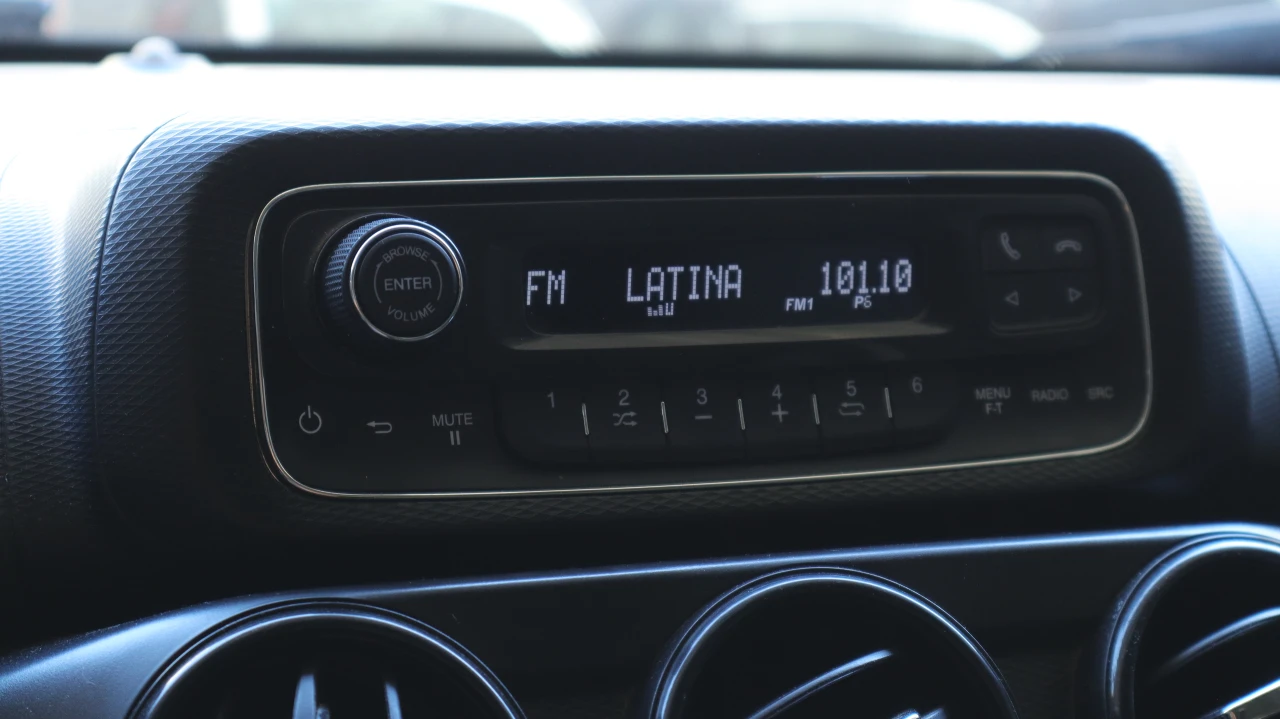 BROWSE
ENTER
VOLUME
FM LATINA 101.10
FM1 P6
MUTE
1 2 3 4 5 6
MENU RADIO SRC
F-T